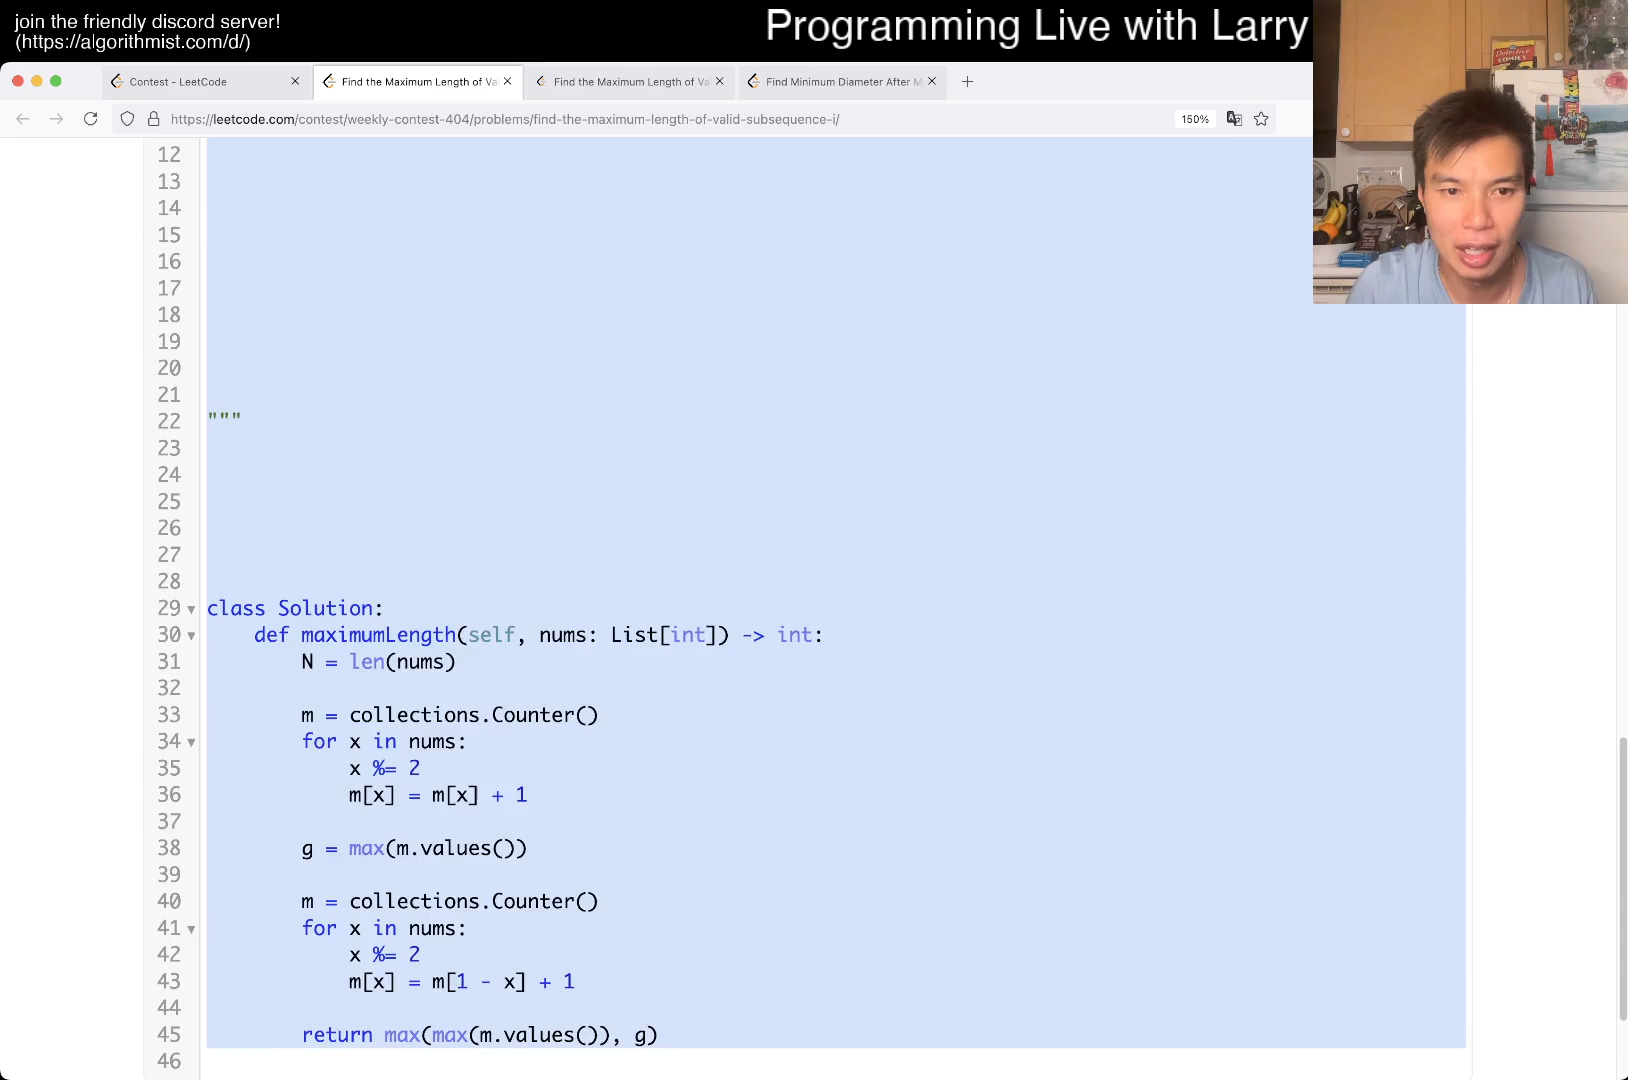 join the friendly discord server!
(https://algorithmist.com/d/)
Programming Live with Larry
Contest - LeetCode
Find the Maximum Length of Va
Find the Maximum Length of Va
Find Minimum Diameter After M
https://leetcode.com/contest/weekly-contest-404/problems/find-the-maximum-length-of-valid-subsequence-i/
150%
12
13
14
15
16
17
18
19
20
21
22 """
23
24
25
26
27
28
29 class Solution:
30 def maximumLength(self, nums: List[int]) -> int:
31 N = len(nums)
32
33 m = collections.Counter()
34 for x in nums:
35 x %= 2
36 m[x] = m[x] + 1
37
38 g = max(m.values())
39
40 m = collections.Counter()
41 for x in nums:
42 x %= 2
43 m[x] = m[1 - x] + 1
44
45 return max(max(m.values()), g)
46